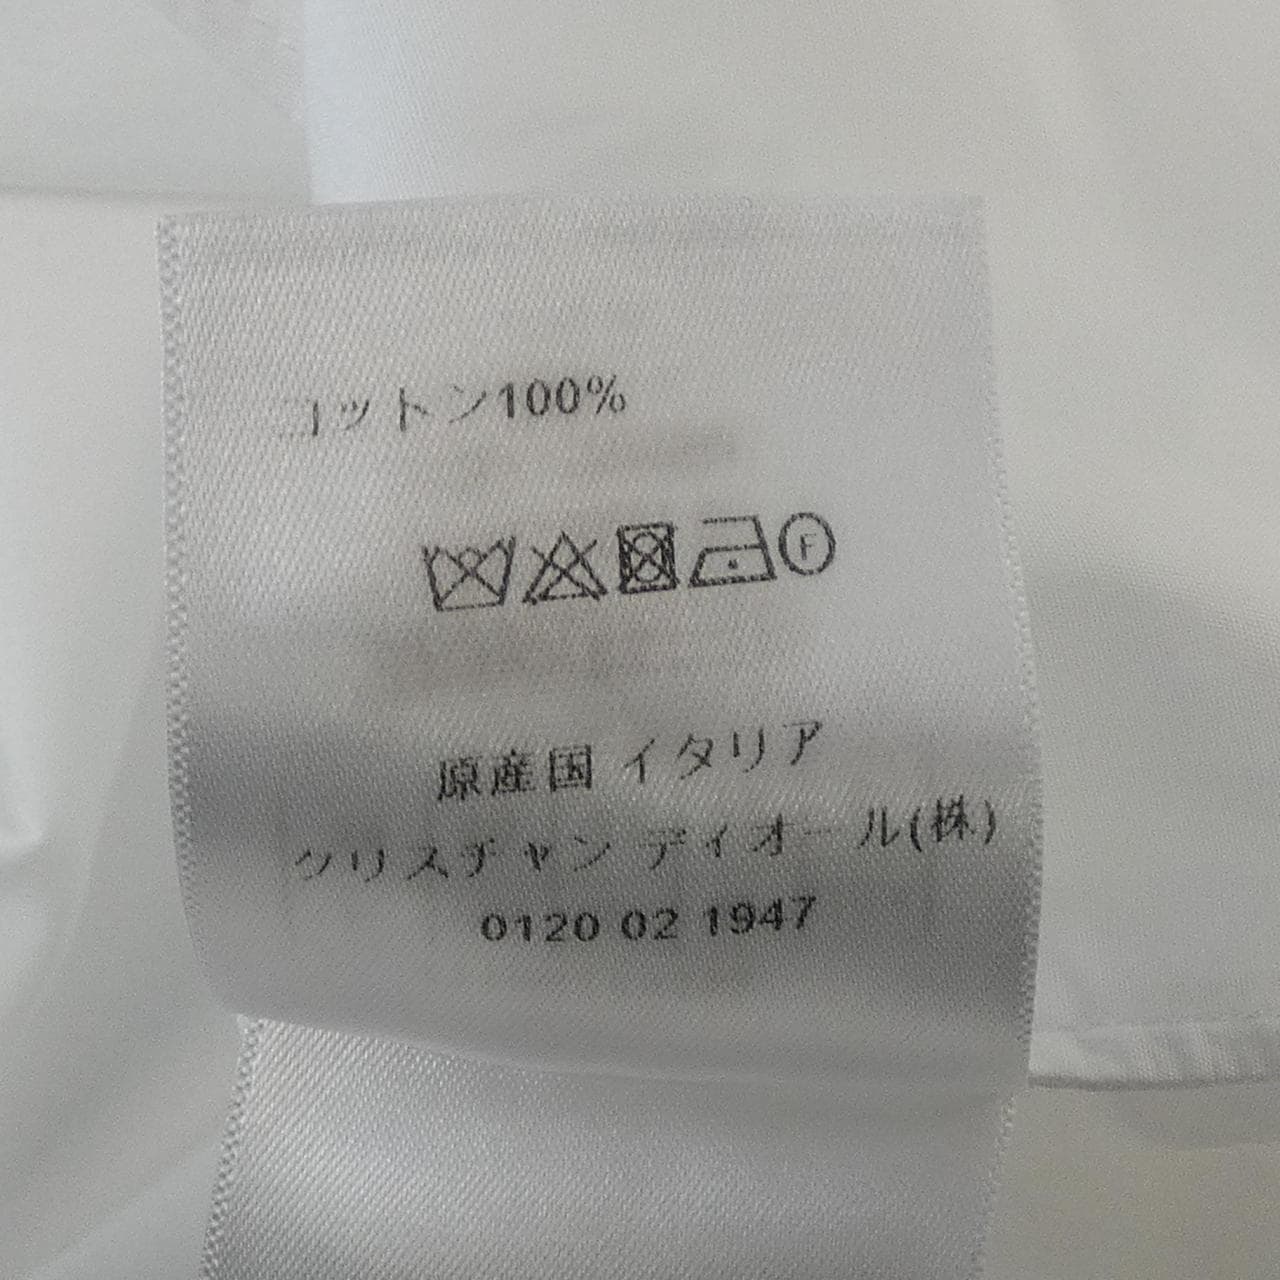 コットン100%
F
原産国 イタリア
クリスチャン ディオール(株)
0120 02 1947